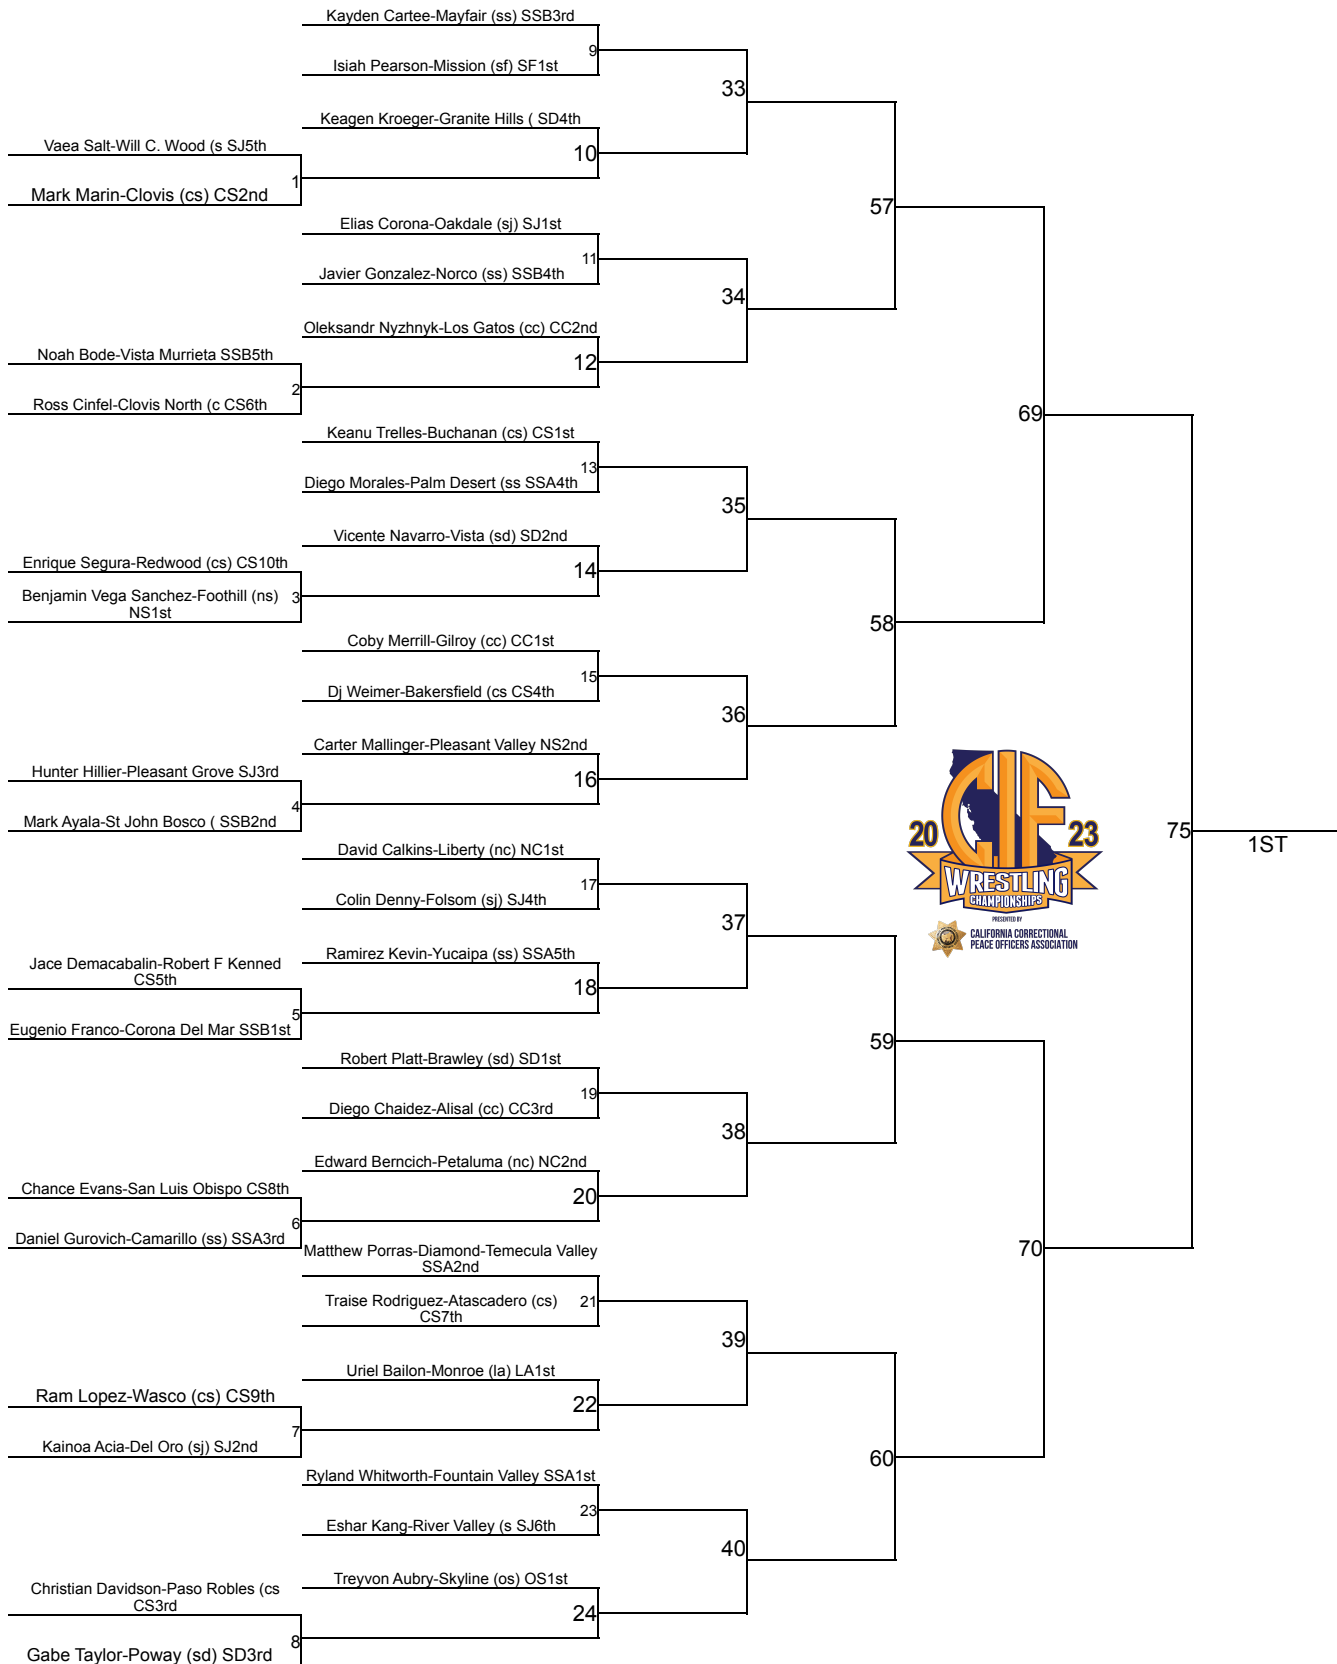 Kayden Cartee-Mayfair (ss) SSB3rd
9
Isiah Pearson-Mission (sf) SF1st
33
Keagen Kroeger-Granite Hills ( SD4th
Vaea Salt-Will C. Wood (s SJ5th
10
1
Mark Marin-Clovis (cs) CS2nd
57
Elias Corona-Oakdale (sj) SJ1st
11
Javier Gonzalez-Norco (ss) SSB4th
34
Oleksandr Nyzhnyk-Los Gatos (cc) CC2nd
Noah Bode-Vista Murrieta SSB5th
12
2
Ross Cinfel-Clovis North (c CS6th
69
Keanu Trelles-Buchanan (cs) CS1st
13
Diego Morales-Palm Desert (ss SSA4th
35
Vicente Navarro-Vista (sd) SD2nd
Enrique Segura-Redwood (cs) CS10th
14
Benjamin Vega Sanchez-Foothill (ns)
3
NS1st
58
Coby Merrill-Gilroy (cc) CC1st
15
Dj Weimer-Bakersfield (cs CS4th
36
Carter Mallinger-Pleasant Valley NS2nd
Hunter Hillier-Pleasant Grove SJ3rd
16
4
Mark Ayala-St John Bosco ( SSB2nd
20 CIF 23
WRESTLING
CHAMPIONSHIPS
PRESENTED BY
CALIFORNIA CORRECTIONAL
PEACE OFFICERS ASSOCIATION
75
1ST
David Calkins-Liberty (nc) NC1st
17
Colin Denny-Folsom (sj) SJ4th
37
Ramirez Kevin-Yucaipa (ss) SSA5th
Jace Demacabalin-Robert F Kenned
CS5th
18
5
Eugenio Franco-Corona Del Mar SSB1st
59
Robert Platt-Brawley (sd) SD1st
19
Diego Chaidez-Alisal (cc) CC3rd
38
Edward Berncich-Petaluma (nc) NC2nd
Chance Evans-San Luis Obispo CS8th
20
6
Daniel Gurovich-Camarillo (ss) SSA3rd
70
Matthew Porras-Diamond-Temecula Valley
SSA2nd
Traise Rodriguez-Atascadero (cs)
21
CS7th
39
Uriel Bailon-Monroe (la) LA1st
Ram Lopez-Wasco (cs) CS9th
22
7
Kainoa Acia-Del Oro (sj) SJ2nd
60
Ryland Whitworth-Fountain Valley SSA1st
23
Eshar Kang-River Valley (s SJ6th
40
Treyvon Aubry-Skyline (os) OS1st
Christian Davidson-Paso Robles (cs
CS3rd
24
8
Gabe Taylor-Poway (sd) SD3rd